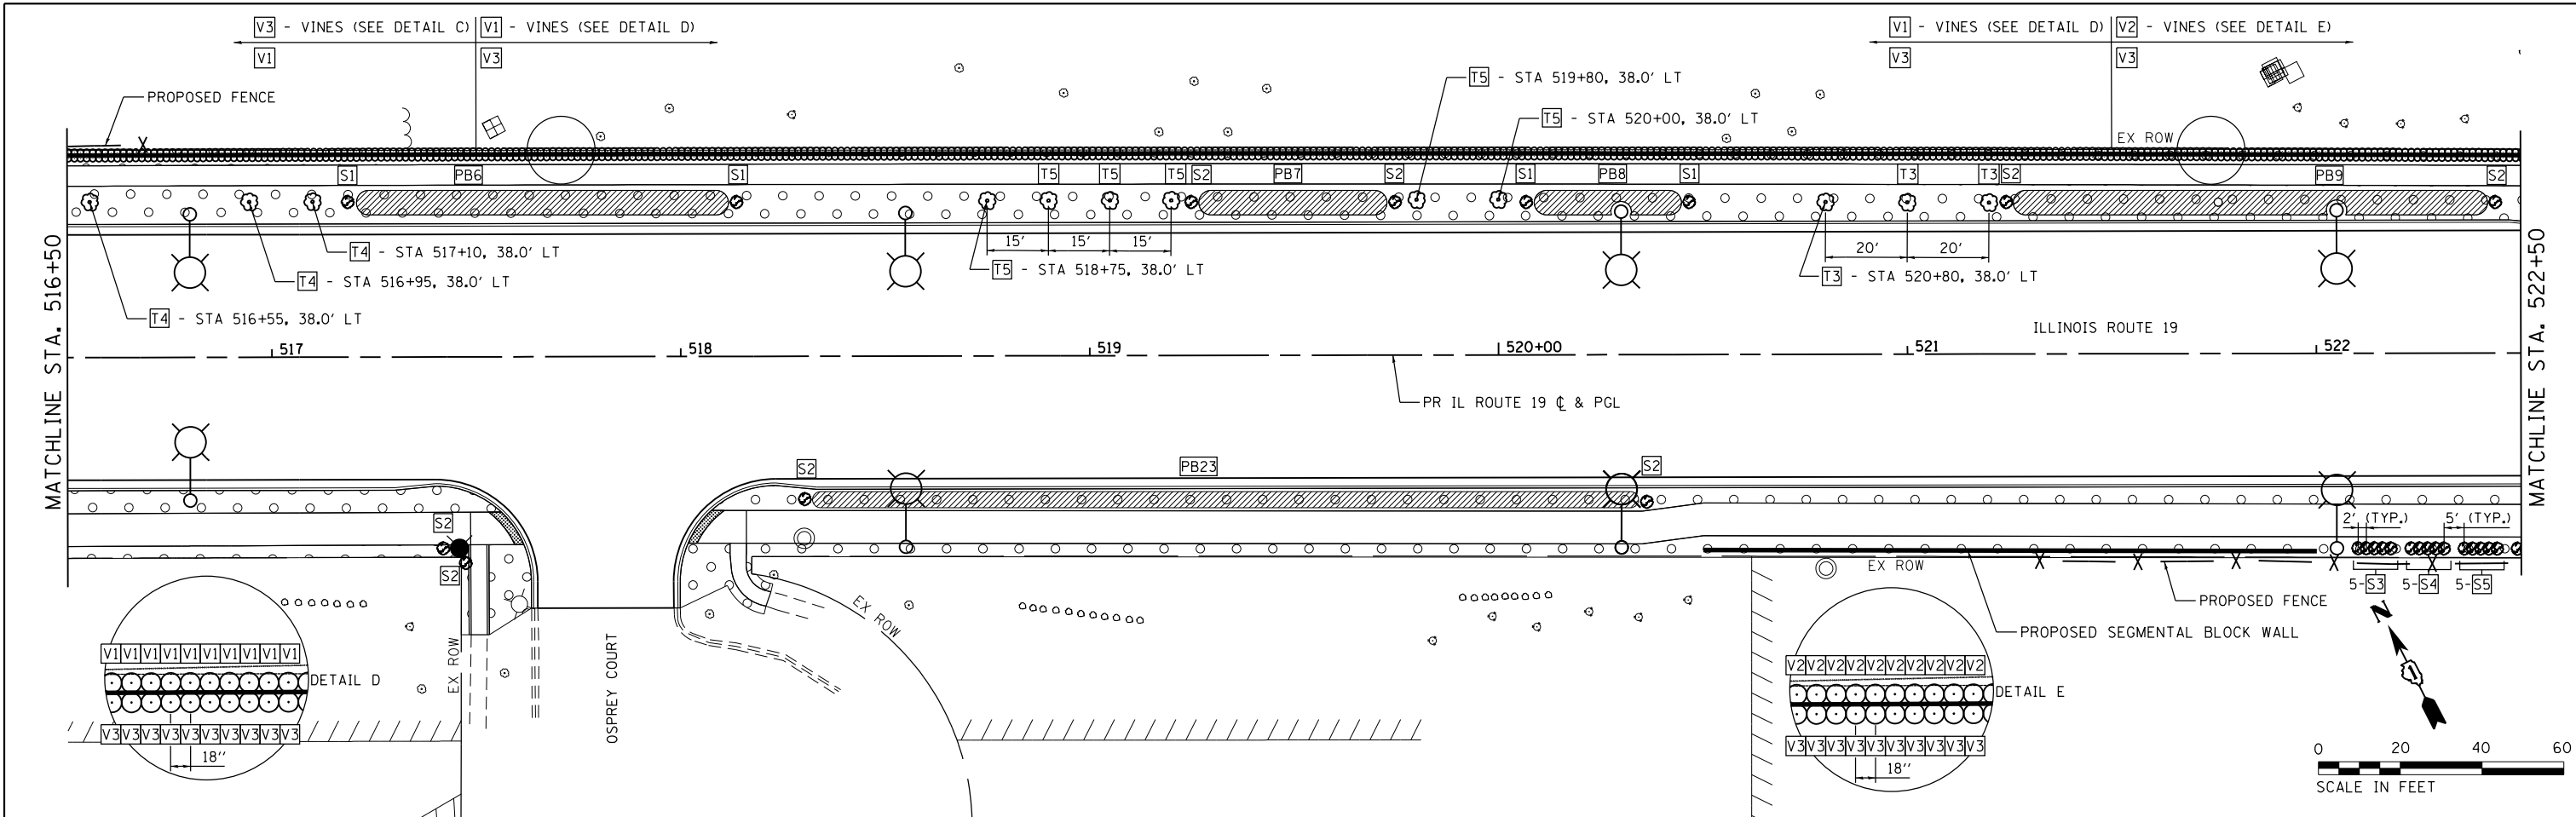 V3 - VINES (SEE DETAIL C) V1 - VINES (SEE DETAIL D)
V1 V3
V1 - VINES (SEE DETAIL D) V2 - VINES (SEE DETAIL E)
V3 V3
PROPOSED FENCE
T5 - STA 519+80, 38.0' LT
T5 - STA 520+00, 38.0' LT
EX ROW
S1 PB6 S1 T5 T5 T5 S2 PB7 S2 S1 PB8 S1 T3 T3 S2 PB9 S2
15' 15' 15' 20' 20'
T4 - STA 517+10, 38.0' LT
T5 - STA 518+75, 38.0' LT
T3 - STA 520+80, 38.0' LT
T4 - STA 516+95, 38.0' LT
T4 - STA 516+55, 38.0' LT
MATCHLINE STA. 516+50
MATCHLINE STA. 522+50
ILLINOIS ROUTE 19
517 518 519 520+00 521 522
PR IL ROUTE 19 ℄ & PGL
S2 PB23 S2
S2
2' (TYP.) 5' (TYP.)
S2
EX ROW
5-S3 5-S4 5-S5
PROPOSED FENCE
N
PROPOSED SEGMENTAL BLOCK WALL
EX ROW
EX ROW
OSPREY COURT
V1 V1 V1 V1 V1 V1 V1 V1 V1 V1
DETAIL D
V3 V3 V3 V3 V3 V3 V3 V3 V3 V3
18''
V2 V2 V2 V2 V2 V2 V2 V2 V2 V2
DETAIL E
V3 V3 V3 V3 V3 V3 V3 V3 V3 V3
18''
0 20 40 60
SCALE IN FEET